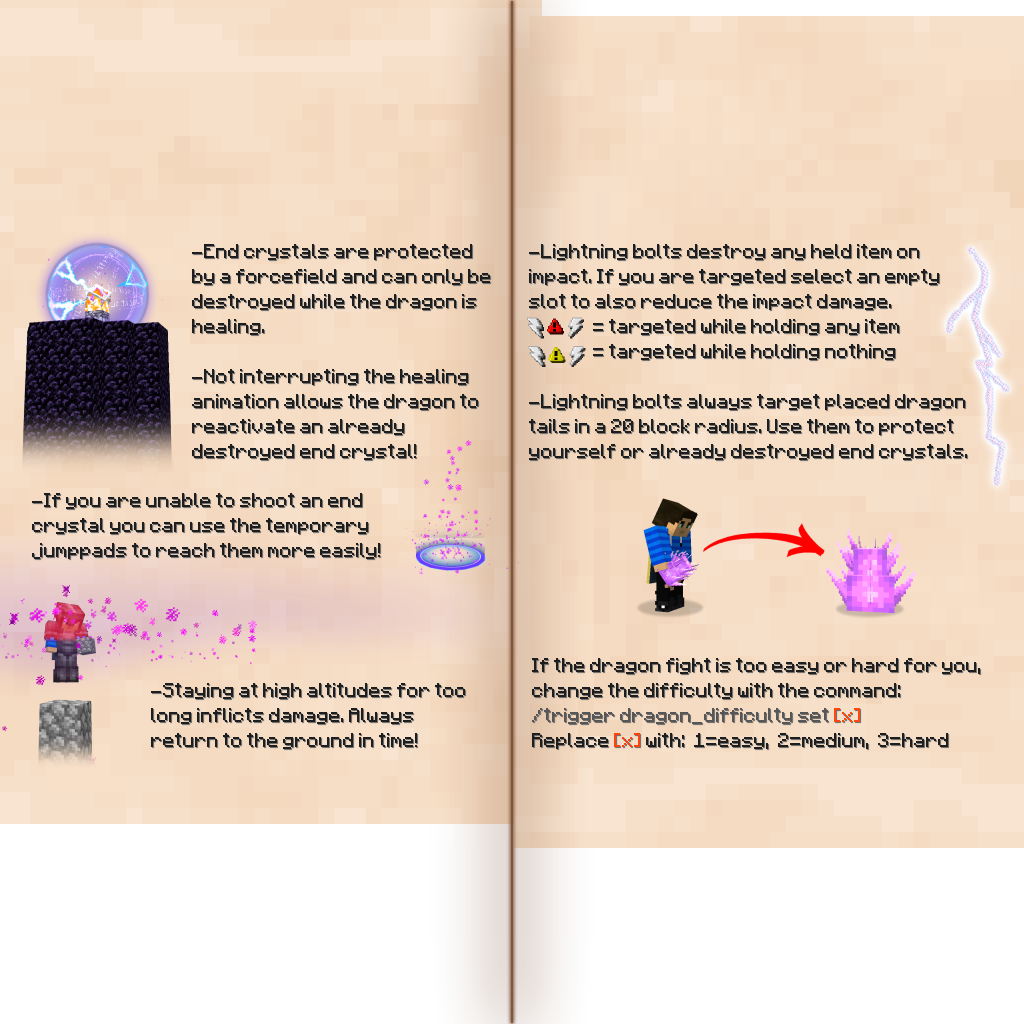 -End crystals are protected
by a forcefield and can only be
destroyed while the dragon is
healing.
-Not interrupting the healing
animation allows the dragon to
reactivate an already
destroyed end crystal!
-If you are unable to shoot an end
crystal you can use the temporary
jumppads to reach them more easily!
-Staying at high altitudes for too
long inflicts damage. Always
return to the ground in time!
-Lightning bolts destroy any held item on
impact. If you are targeted select an empty
slot to also reduce the impact damage.
= targeted while holding any item
= targeted while holding nothing
-Lightning bolts always target placed dragon
tails in a 20 block radius. Use them to protect
yourself or already destroyed end crystals.
If the dragon fight is too easy or hard for you,
change the difficulty with the command:
/trigger dragon_difficulty set [x]
Replace [x] with: 1=easy, 2=medium, 3=hard